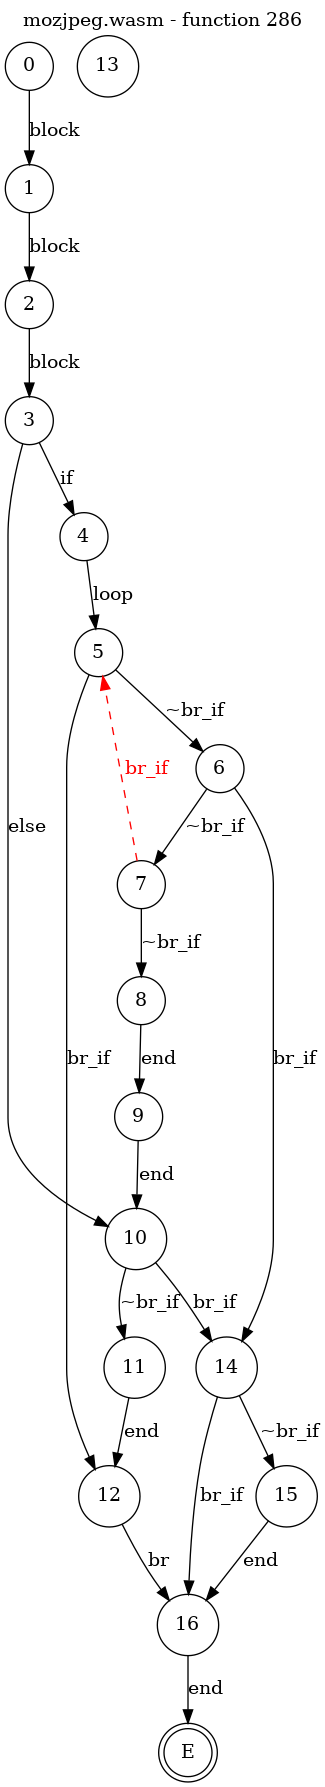 mozjpeg.wasm - function 286
0
13
block
1
block
2
block
3
if
4
loop
5
~br_if
6
br_if
else
~br_if
7
~br_if
br_if
br_if
8
end
9
end
10
~br_if
br_if
11
14
end
~br_if
12
15
br_if
br
end
16
end
E